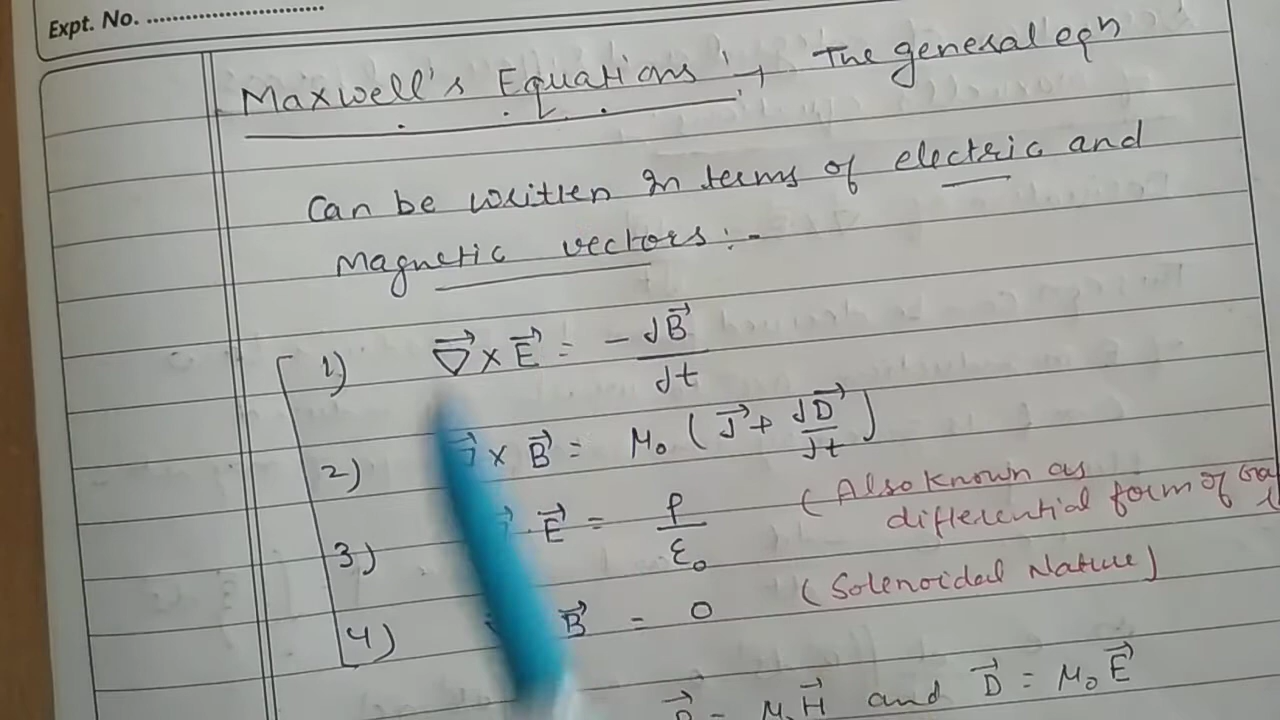 Expt. No.
Maxwell's Equations → The general eqn
can be written in terms of electric and
Magnetic vectors :-
1) ∇⃗ × E⃗ = - dB⃗/dt
2) × B⃗ = μ₀ ( J⃗ + dD⃗/dt )
3) · E⃗ = ρ/ε₀ (Also known as
differential form of
4) B⃗ = 0 (Solenoidal Nature)
H⃗ and D⃗ = μ₀ E⃗